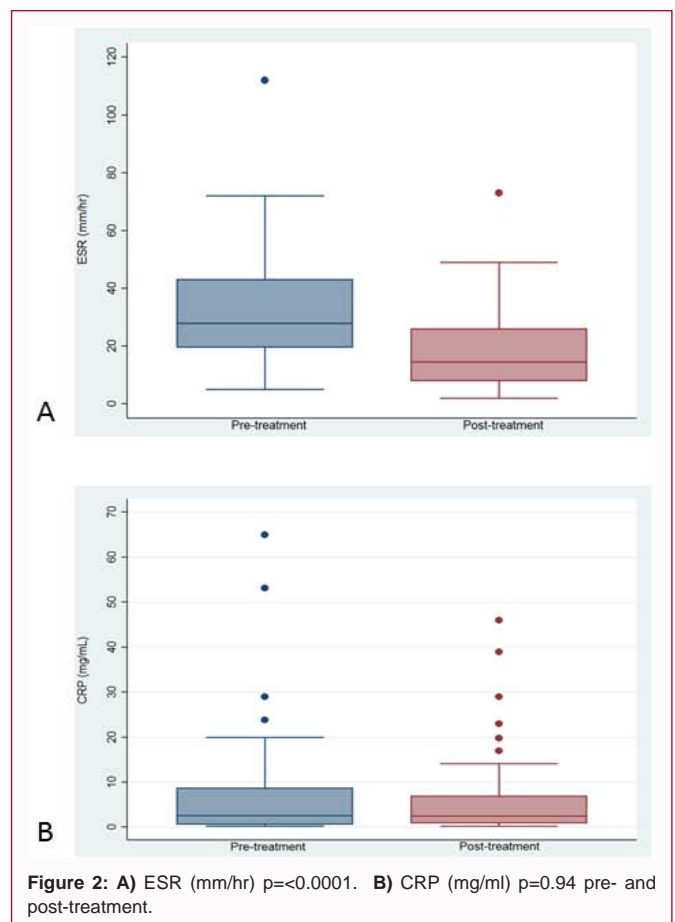 120
100
80
60
40
20
0
ESR (mm/hr)
Pre-treatment
Post-treatment
A
70
60
50
40
30
20
10
0
CRP (mg/mL)
Pre-treatment
Post-treatment
B
Figure 2: A) ESR (mm/hr) p=<0.0001. B) CRP (mg/ml) p=0.94 pre- and
post-treatment.